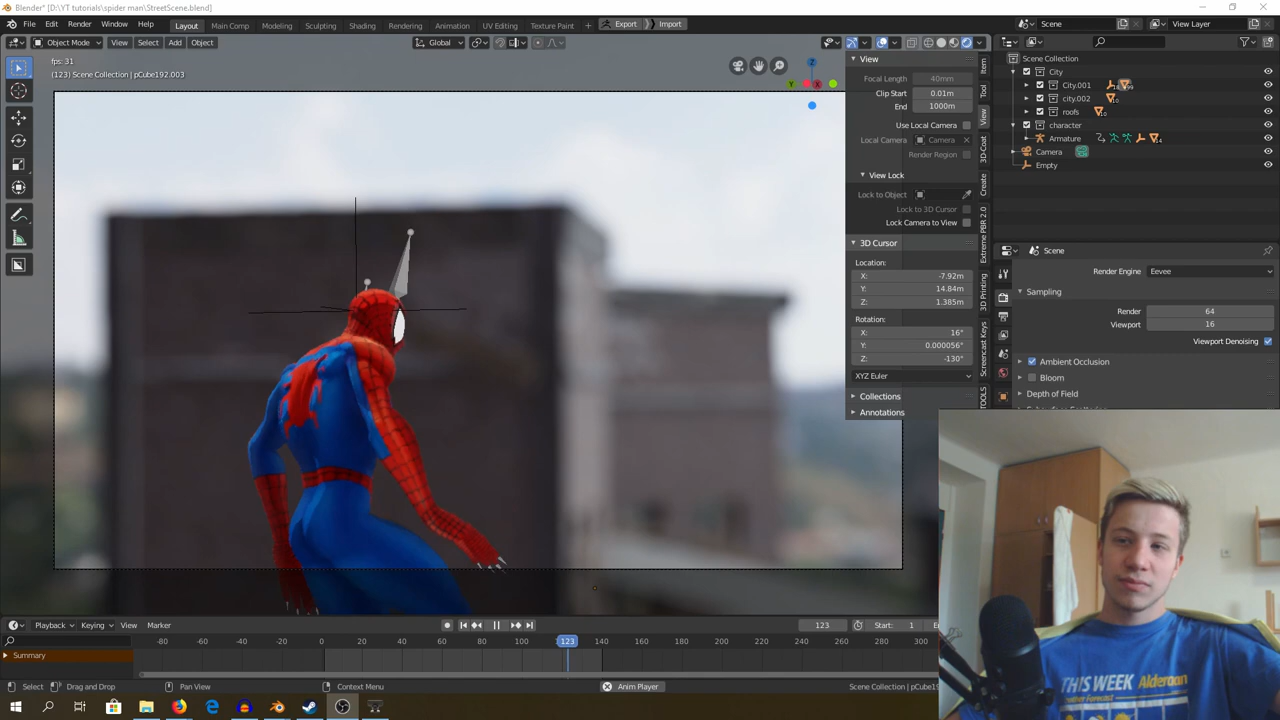 Blender* [D:\YT tutorials\spider man\StreetScene.blend]
File Edit Render Window Help Layout Main Comp Modeling Sculpting Shading UV Editing Animation Texture Paint + Export Import Scene View Layer
Object Mode View Select Add Object Global
fps: 31
(123) Scene Collection | pCube192.003
View
Focal Length 40mm
Clip Start 0.01m
End 1000m
Use Local Camera
Local Camera Camera
Render Region
View Lock
Lock to Object
Lock to 3D Cursor
Lock Camera to View
3D Cursor
Location:
X: -7.92m
Y: 14.84m
Z: 1.385m
Rotation:
X: 16°
Y: 0.000056°
Z: -130°
XYZ Euler
Collections
Annotations
Item
Tool
View
3D-Coat
Create
Extreme PBR 2.0
3D Printing
Screencast Keys
Scene Collection
City
City.001
city.002
roofs
character
Armature
Camera
Empty
Scene
Render Engine Eevee
Sampling
Render 64
Viewport 16
Viewport Denoising
Ambient Occlusion
Bloom
Depth of Field
Playback Keying View Marker 123 Start: 1
-80 -60 -40 -20 0 20 40 60 80 100 123 140 160 180 200 220 240 260 280 300
Summary
Select Drag and Drop Pan View Context Menu Anim Player Scene Collection | pCube19
THIS WEEK Alderaan